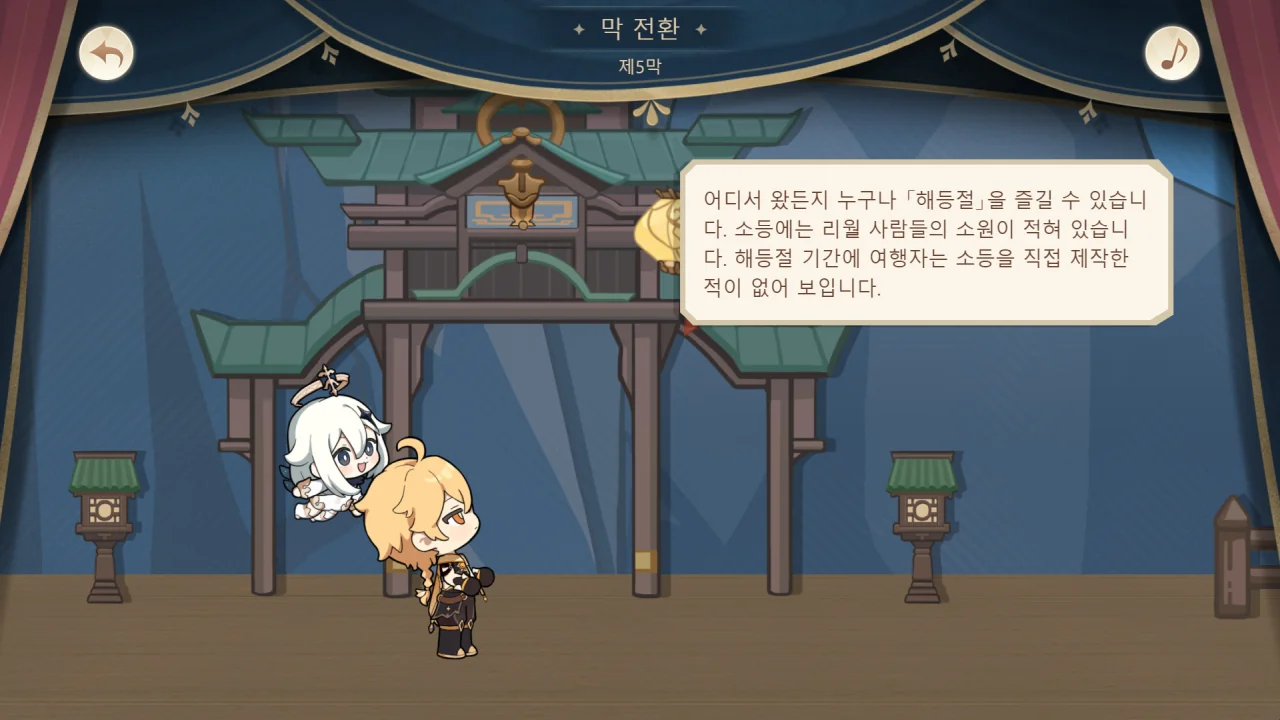 막 전환
제5막
어디서 왔든지 누구나 「해등절」을 즐길 수 있습니
다. 소등에는 리월 사람들의 소원이 적혀 있습니
다. 해등절 기간에 여행자는 소등을 직접 제작한
적이 없어 보입니다.